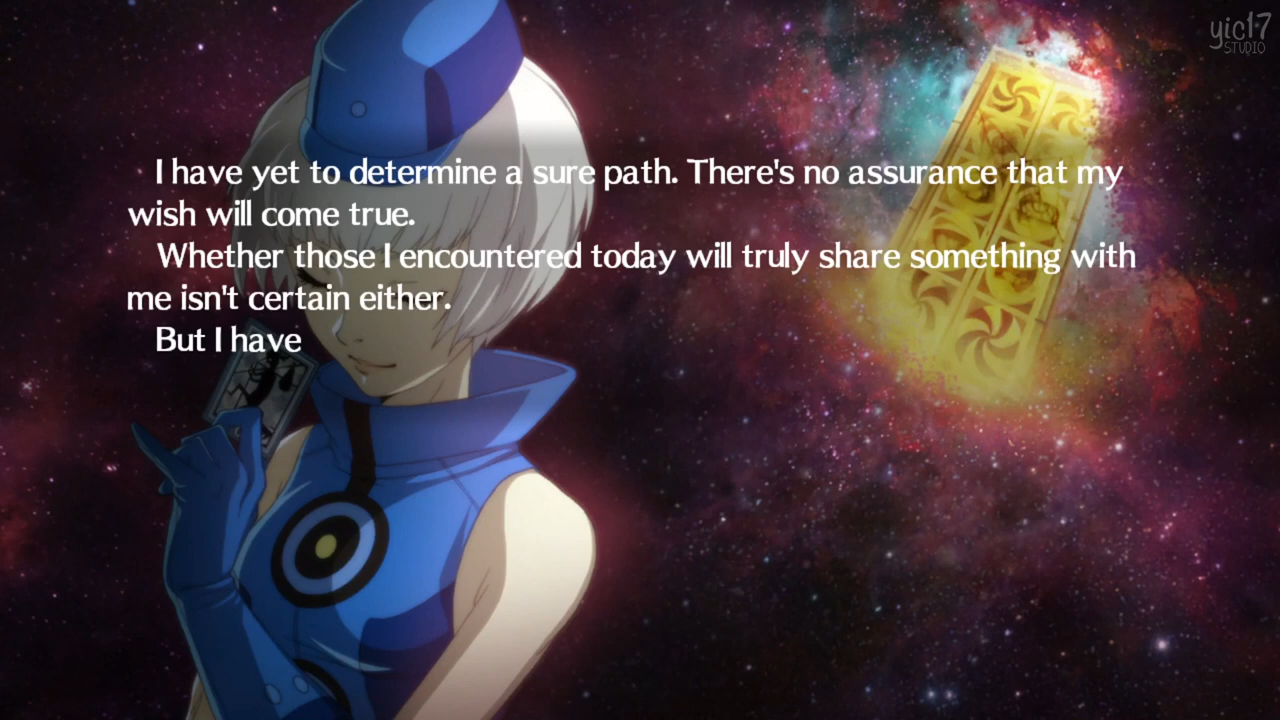 yic17
STUDIO
I have yet to determine a sure path. There's no assurance that my
wish will come true.
Whether those I encountered today will truly share something with
me isn't certain either.
But I have